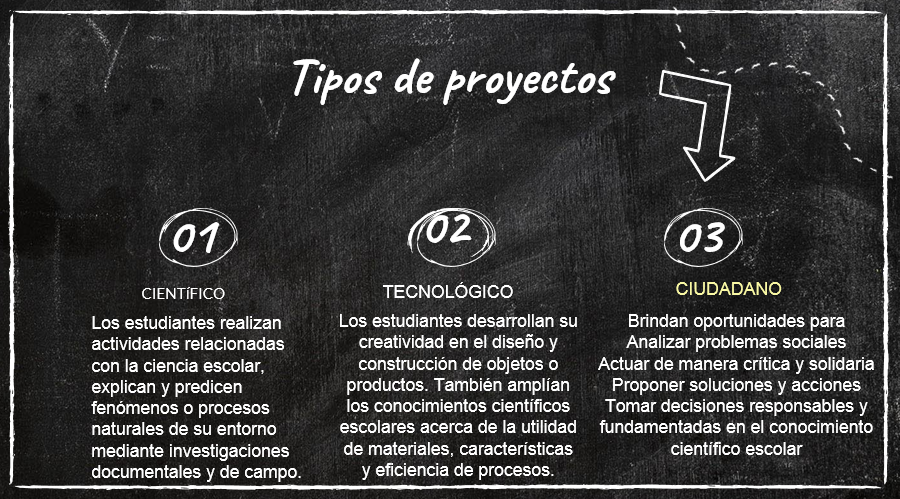 Tipos de proyectos
01
CIENTÍFICO
Los estudiantes realizan
actividades relacionadas
con la ciencia escolar,
explican y predicen
fenómenos o procesos
naturales de su entorno
mediante investigaciones
documentales y de campo.
02
TECNOLÓGICO
Los estudiantes desarrollan su
creatividad en el diseño y
construcción de objetos o
productos. También amplían
los conocimientos científicos
escolares acerca de la utilidad
de materiales, características
y eficiencia de procesos.
03
CIUDADANO
Brindan oportunidades para
Analizar problemas sociales
Actuar de manera crítica y solidaria
Proponer soluciones y acciones
Tomar decisiones responsables y
fundamentadas en el conocimiento
científico escolar